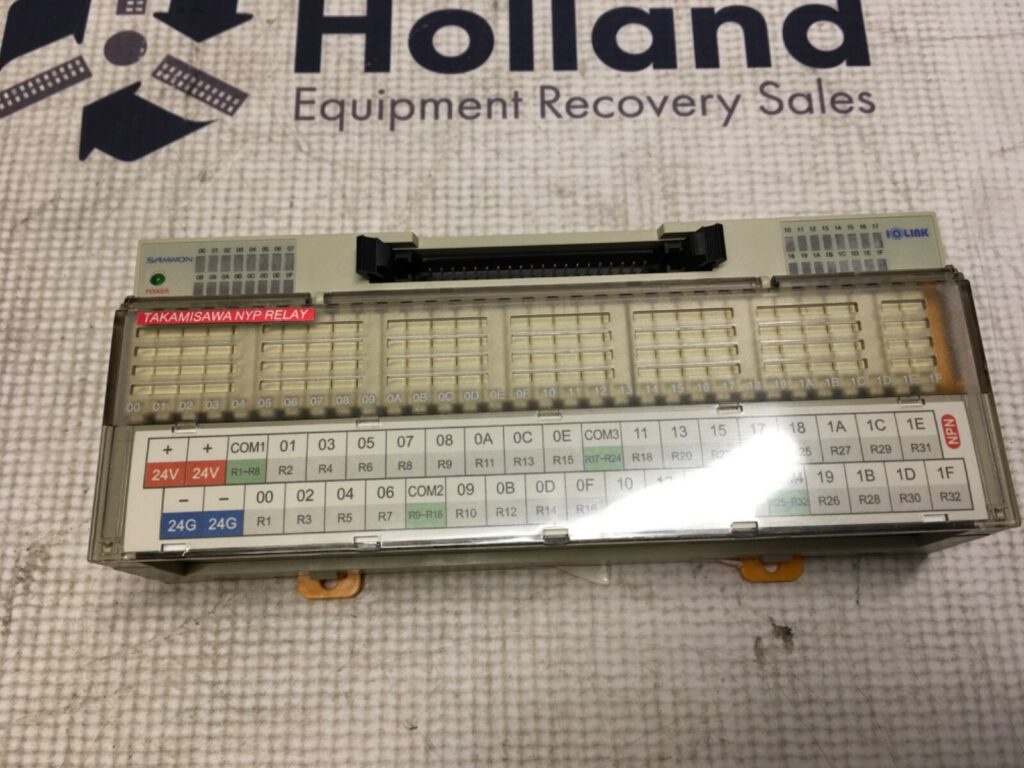 Holland
Equipment Recovery Sales
00 01 02 03 04 05 06 07
SAMWON
08 09 0A 0B 0C 0D 0E 0F
POWER
10 11 12 13 14 15 16 17
I/O LINK
18 19 1A 1B 1C 1D 1E 1F
TAKAMISAWA NYP RELAY
00 01 02 03 04 05 06 07 08 09 0A 0B 0C 0D 0E 0F 10 11 12 13 14 15 16 17 18 19 1A 1B 1C 1D 1E 1F
+ + COM1 01 03 05 07 08 0A 0C 0E COM3 11 13 15 17 18 1A 1C 1E
24V 24V R1~R8 R2 R4 R6 R8 R9 R11 R13 R15 R17~R24 R18 R20 R27 R29 R31
NPN
− − 00 02 04 06 COM2 09 0B 0D 0F 10 19 1B 1D 1F
24G 24G R1 R3 R5 R7 R9~R16 R10 R12 R14 R16 R25~R32 R26 R28 R30 R32